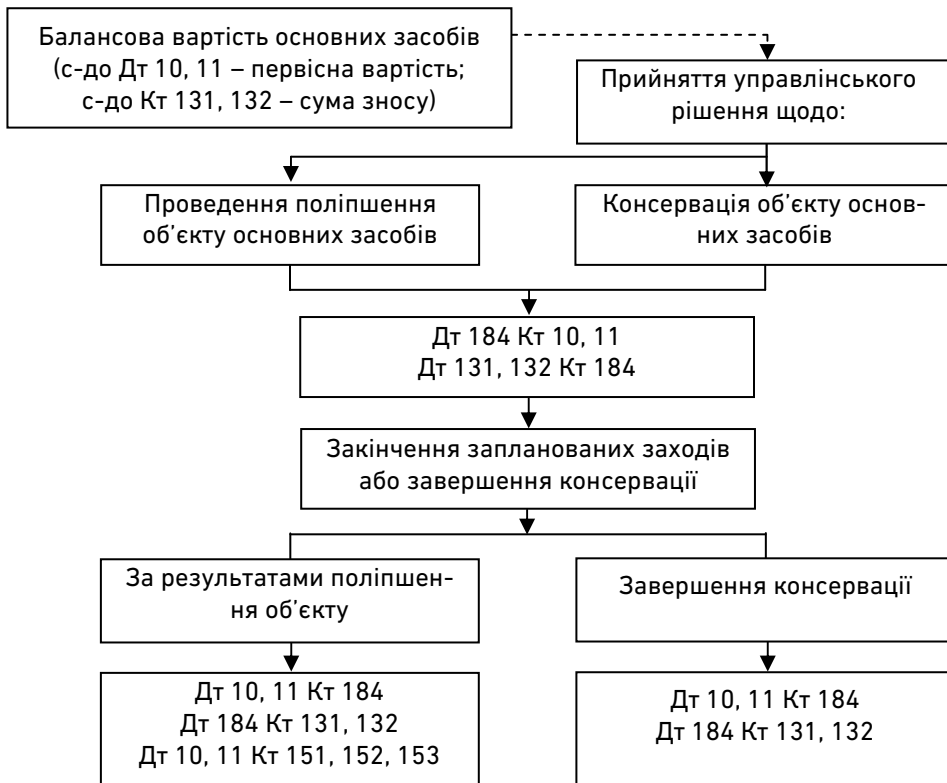 Балансова вартість основних засобів
(с-до Дт 10, 11 – первісна вартість;
с-до Кт 131, 132 – сума зносу)
Прийняття управлінського
рішення щодо:
Проведення поліпшення
об’єкту основних засобів
Консервація об’єкту основ-
них засобів
Дт 184 Кт 10, 11
Дт 131, 132 Кт 184
Закінчення запланованих заходів
або завершення консервації
За результатами поліпшен-
ня об’єкту
Завершення консервації
Дт 10, 11 Кт 184
Дт 184 Кт 131, 132
Дт 10, 11 Кт 151, 152, 153
Дт 10, 11 Кт 184
Дт 184 Кт 131, 132